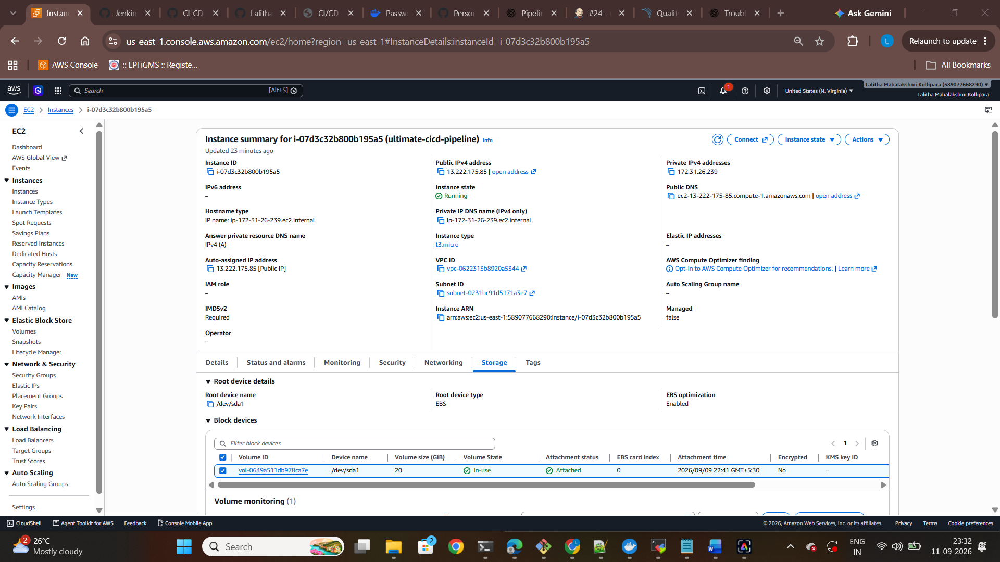 Instan
Jenkin
CI_CD_
Lalitha
CI/CD
Passw
Person
Pipelin
#24 -
Qualit
Troubl
Ask Gemini
us-east-1.console.aws.amazon.com/ec2/home?region=us-east-1#InstanceDetails:instanceId=i-07d3c32b800b195a5
L
Relaunch to update
AWS Console
:: EPFiGMS :: Registe...
All Bookmarks
aws
Search
[Alt+S]
1
United States (N. Virginia)
Lalitha Mahalakshmi Kollipara (589077668290)
Lalitha Mahalakshmi Kollipara
EC2
Instances
i-07d3c32b800b195a5
EC2
Dashboard
AWS Global View
Events
Instances
Instances
Instance Types
Launch Templates
Spot Requests
Savings Plans
Reserved Instances
Dedicated Hosts
Capacity Reservations
Capacity Manager New
Images
AMIs
AMI Catalog
Elastic Block Store
Volumes
Snapshots
Lifecycle Manager
Network & Security
Security Groups
Elastic IPs
Placement Groups
Key Pairs
Network Interfaces
Load Balancing
Load Balancers
Target Groups
Trust Stores
Auto Scaling
Auto Scaling Groups
Settings
Instance summary for i-07d3c32b800b195a5 (ultimate-cicd-pipeline) Info
Updated 23 minutes ago
Connect
Instance state
Actions
Instance ID
i-07d3c32b800b195a5
Public IPv4 address
13.222.175.85 | open address
Private IPv4 addresses
172.31.26.239
IPv6 address
–
Instance state
Running
Public DNS
ec2-13-222-175-85.compute-1.amazonaws.com | open address
Hostname type
IP name: ip-172-31-26-239.ec2.internal
Private IP DNS name (IPv4 only)
ip-172-31-26-239.ec2.internal
Answer private resource DNS name
IPv4 (A)
Instance type
t3.micro
Elastic IP addresses
–
Auto-assigned IP address
13.222.175.85 [Public IP]
VPC ID
vpc-0622313b8920a5344
AWS Compute Optimizer finding
Opt-in to AWS Compute Optimizer for recommendations. | Learn more
IAM role
–
Subnet ID
subnet-0231bc91d5171a3e7
Auto Scaling Group name
–
IMDSv2
Required
Instance ARN
arn:aws:ec2:us-east-1:589077668290:instance/i-07d3c32b800b195a5
Managed
false
Operator
–
Details
Status and alarms
Monitoring
Security
Networking
Storage
Tags
Root device details
Root device name
/dev/sda1
Root device type
EBS
EBS optimization
Enabled
Block devices
Filter block devices
1
Volume ID
Device name
Volume size (GiB)
Volume State
Attachment status
EBS card index
Attachment time
Encrypted
KMS key ID
vol-0649a511db978ca7e
/dev/sda1
20
In-use
Attached
0
2026/09/09 22:41 GMT+5:30
No
–
Volume monitoring (1)
CloudShell
Agent Toolkit for AWS
Feedback
Console Mobile App
© 2026, Amazon Web Services, Inc. or its affiliates.
Privacy
Terms
Cookie preferences
2
26°C
Mostly cloudy
Search
2
ENG
IN
23:32
11-09-2026